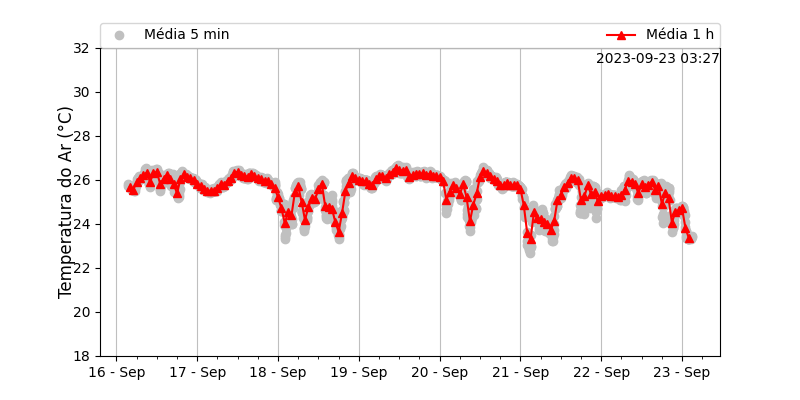 Média 5 min
Média 1 h
2023-09-23 03:27
Temperatura do Ar (°C)
32
30
28
26
24
22
20
18
16 - Sep
17 - Sep
18 - Sep
19 - Sep
20 - Sep
21 - Sep
22 - Sep
23 - Sep